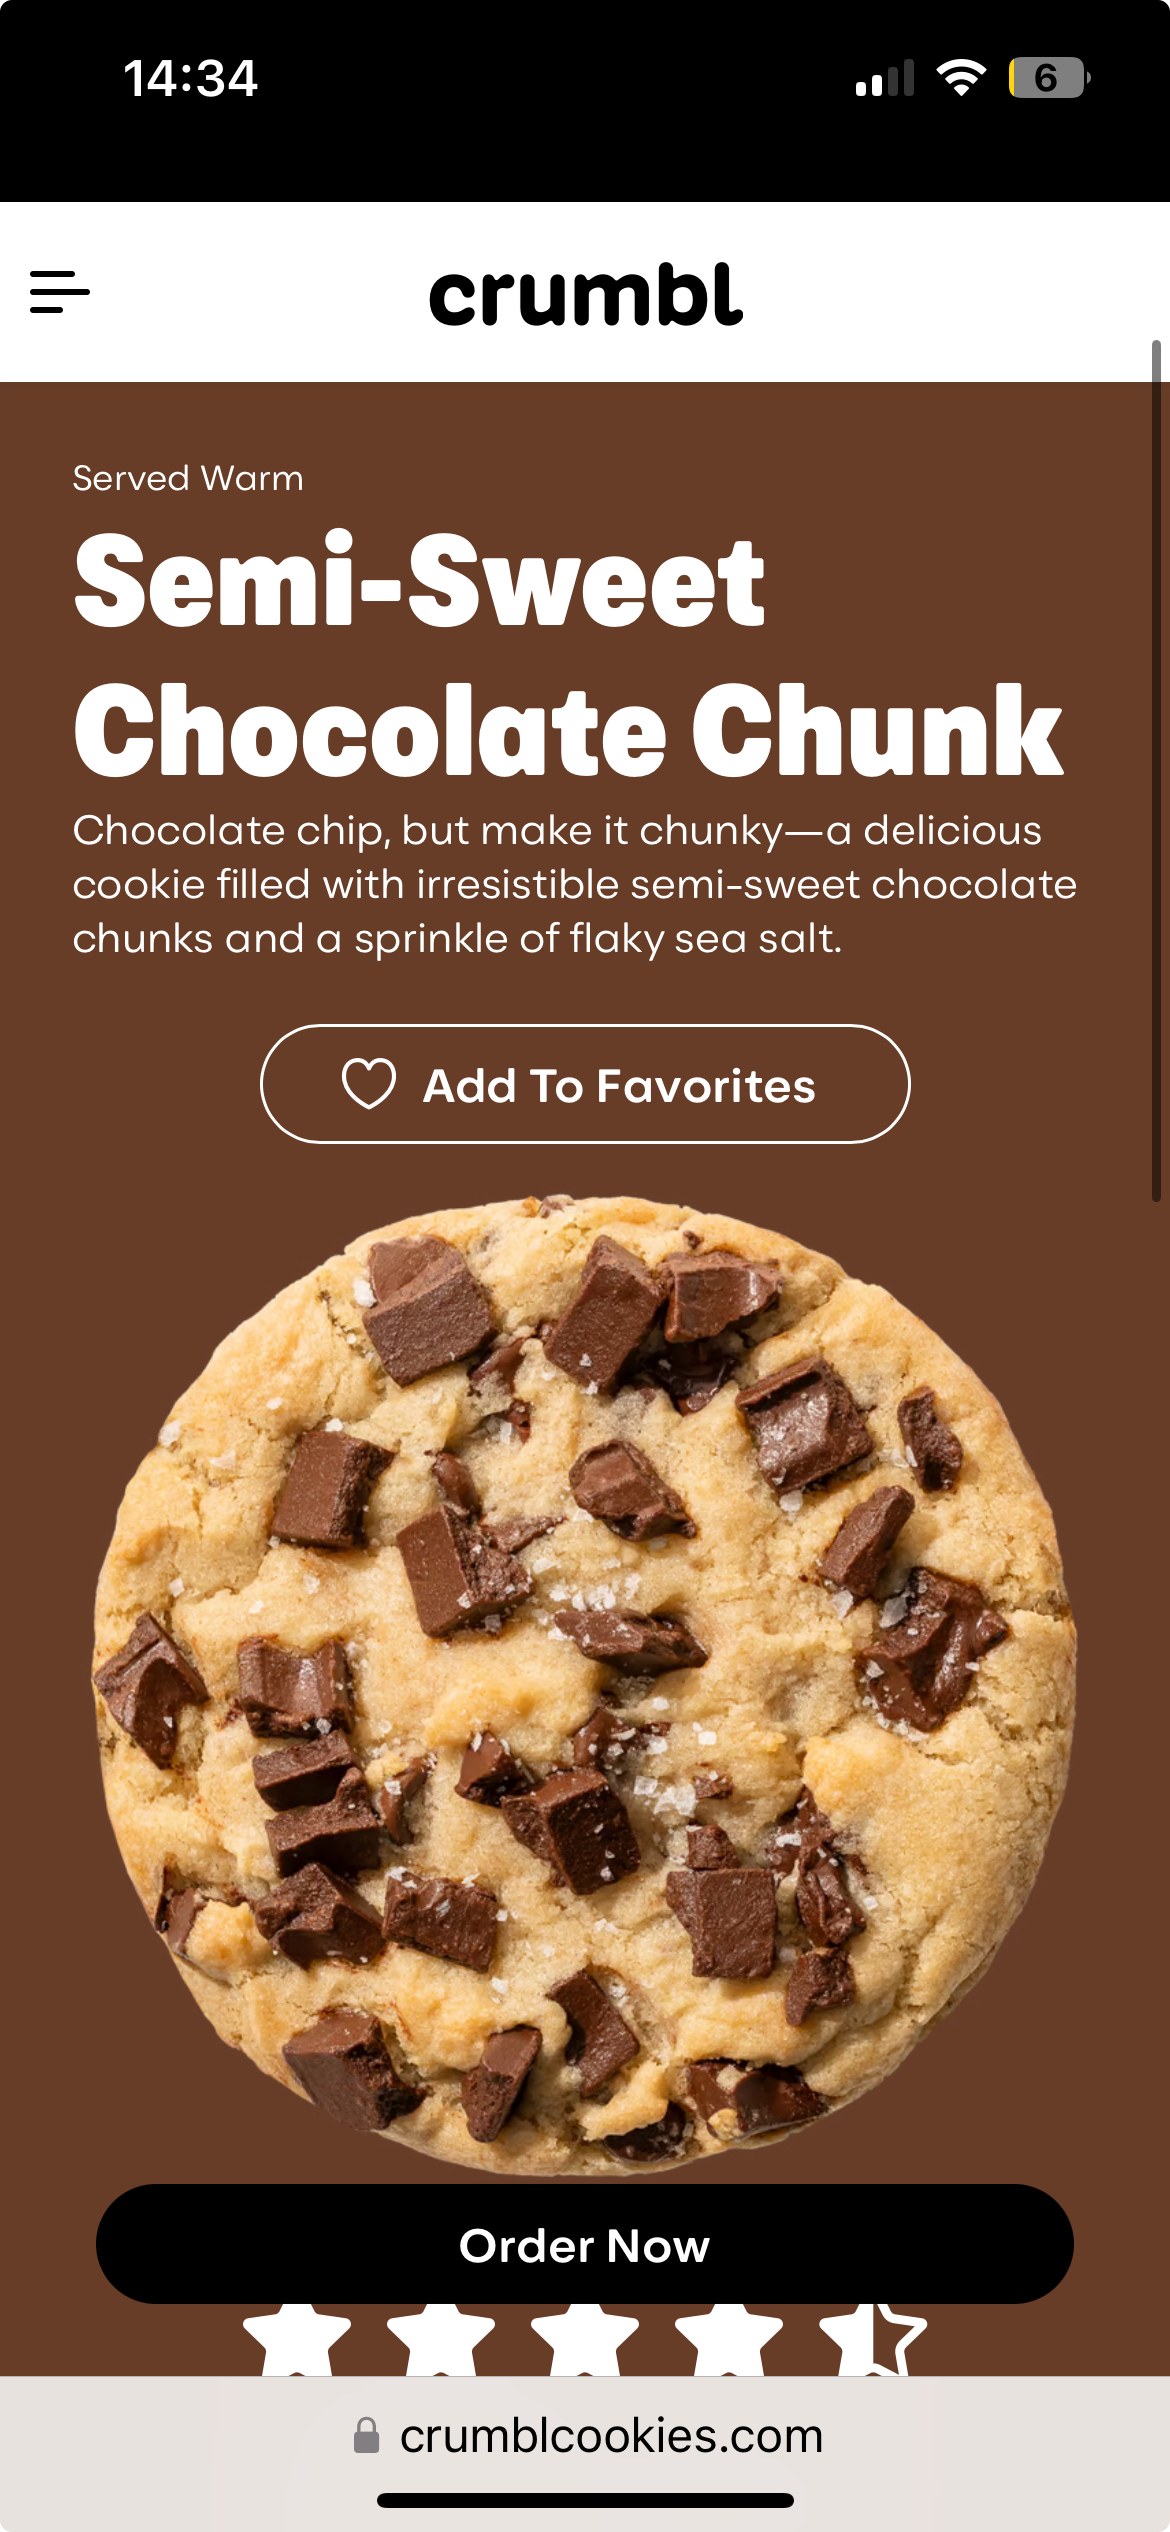 14:34
6
crumbl
Served Warm
Semi-Sweet
Chocolate Chunk
Chocolate chip, but make it chunky—a delicious
cookie filled with irresistible semi-sweet chocolate
chunks and a sprinkle of flaky sea salt.
Add To Favorites
Order Now
crumblcookies.com